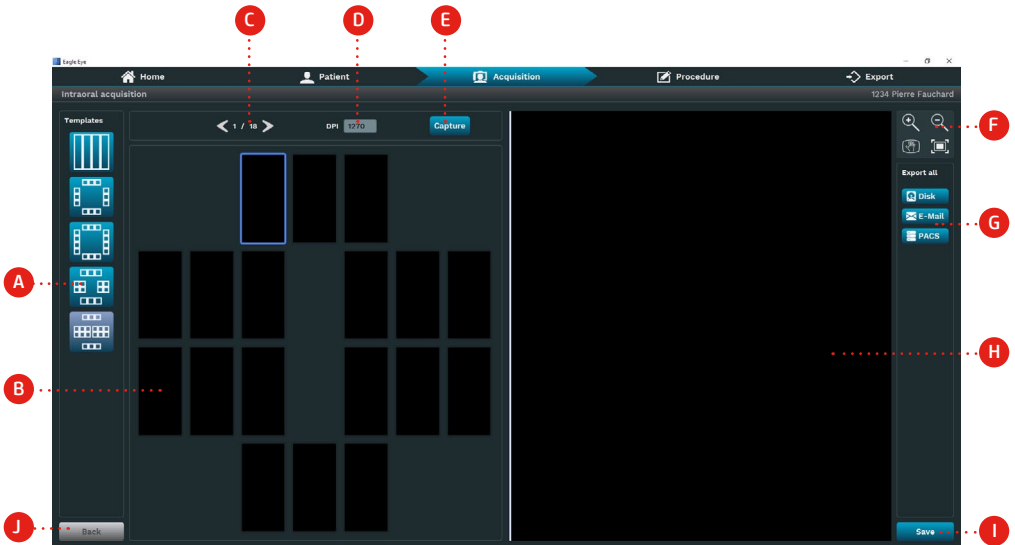 C
D
E
Eagle Eye
Home
Patient
Acquisition
Procedure
Export
Intraoral acquisition
1234 Pierre Fauchard
Templates
1 / 18
DPI 1270
Capture
F
Export all
Disk
E-Mail
PACS
G
A
H
B
J
Back
Save
I